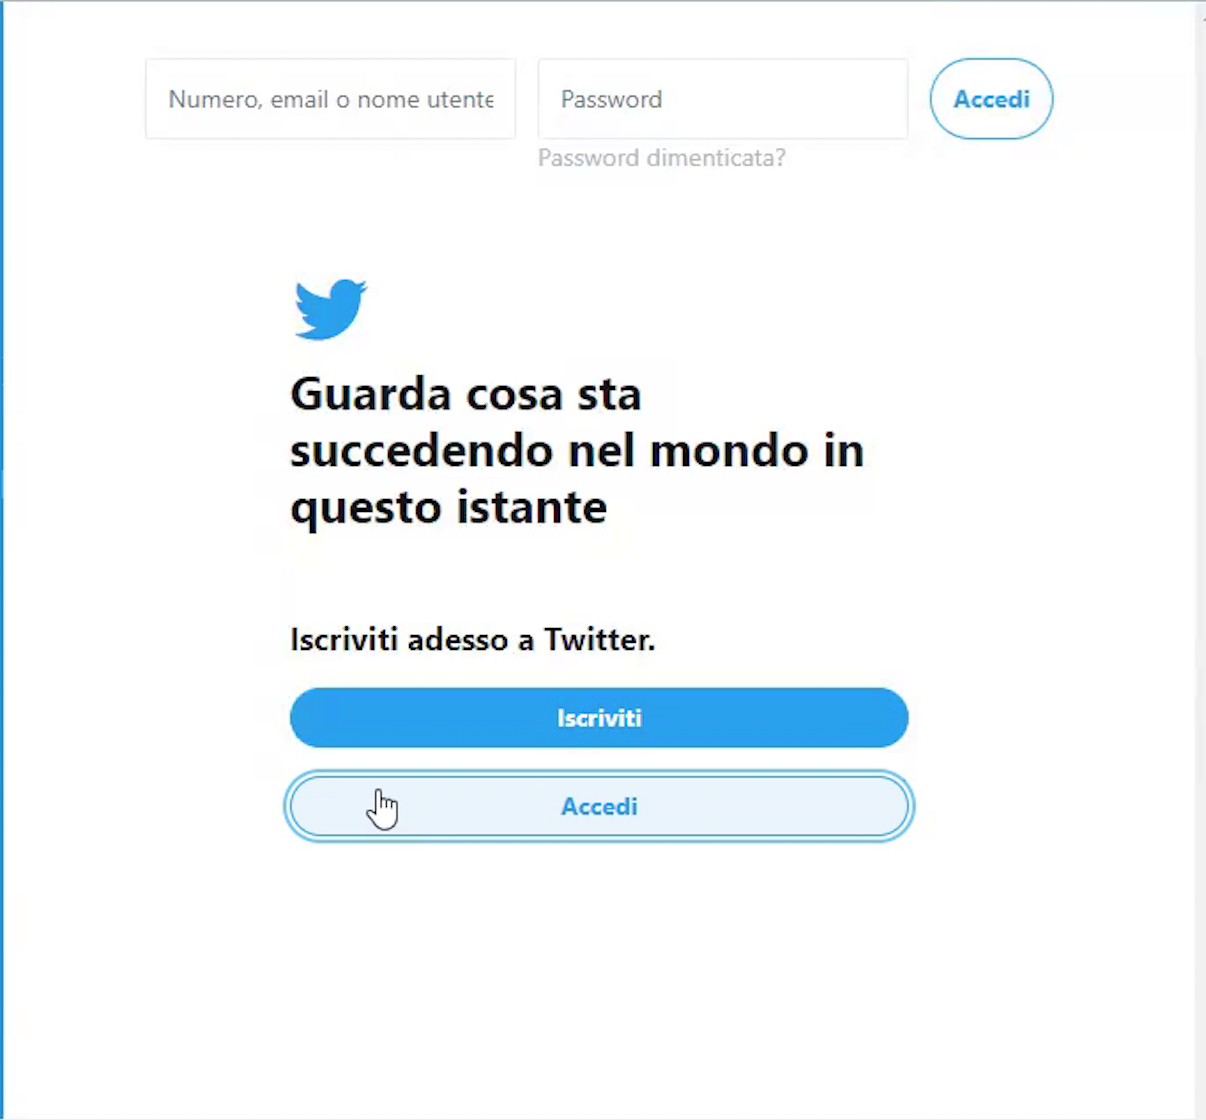 Numero, email o nome utente
Password
Accedi
Password dimenticata?
Guarda cosa sta
succedendo nel mondo in
questo istante
Iscriviti adesso a Twitter.
Iscriviti
Accedi